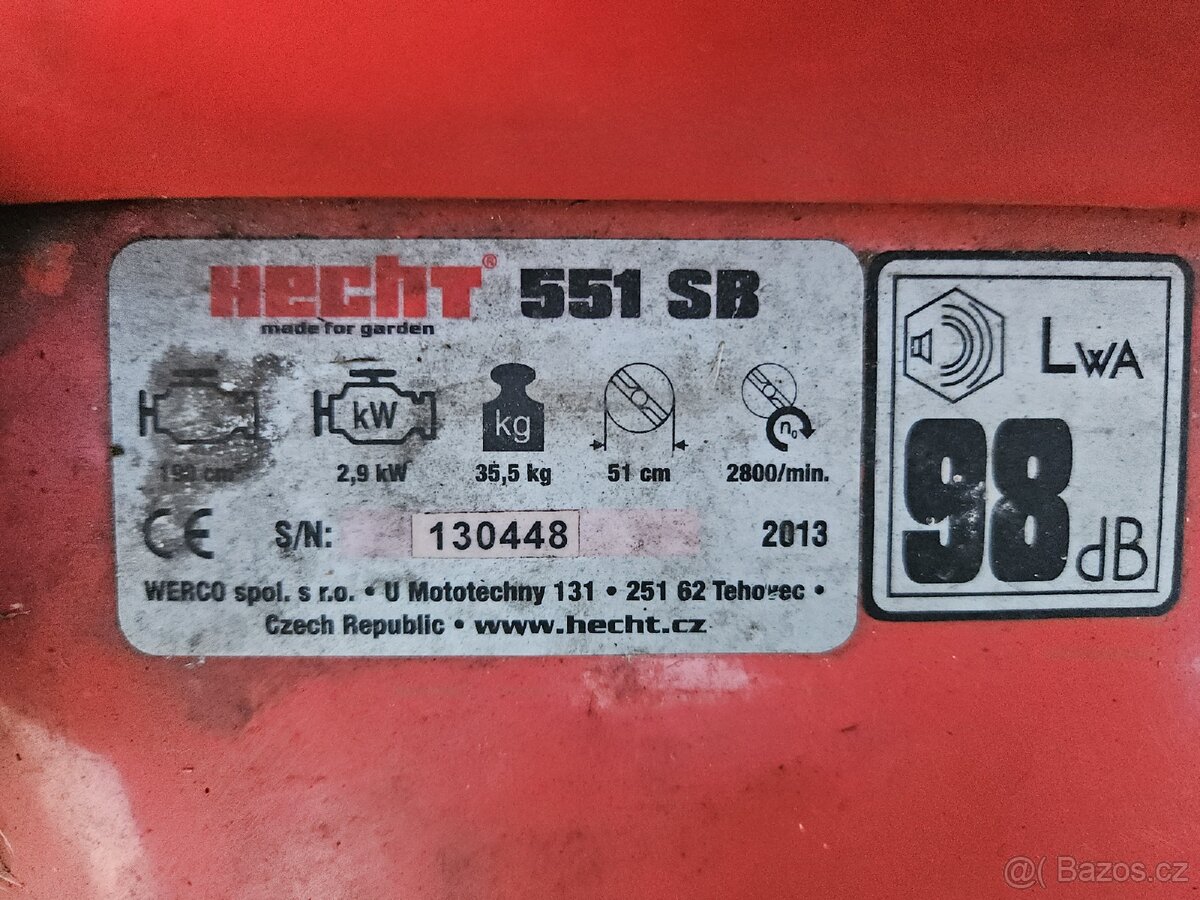 HECHT® 551 SB
made for garden
kW
kg
cm
2,9 kW
35,5 kg
51 cm
2800/min.
n₀
CE
S/N: 130448 2013
WERCO spol. s r.o. • U Mototechny 131 • 251 62 Tehovec •
Czech Republic • www.hecht.cz
LWA
98 dB
@( Bazos.cz